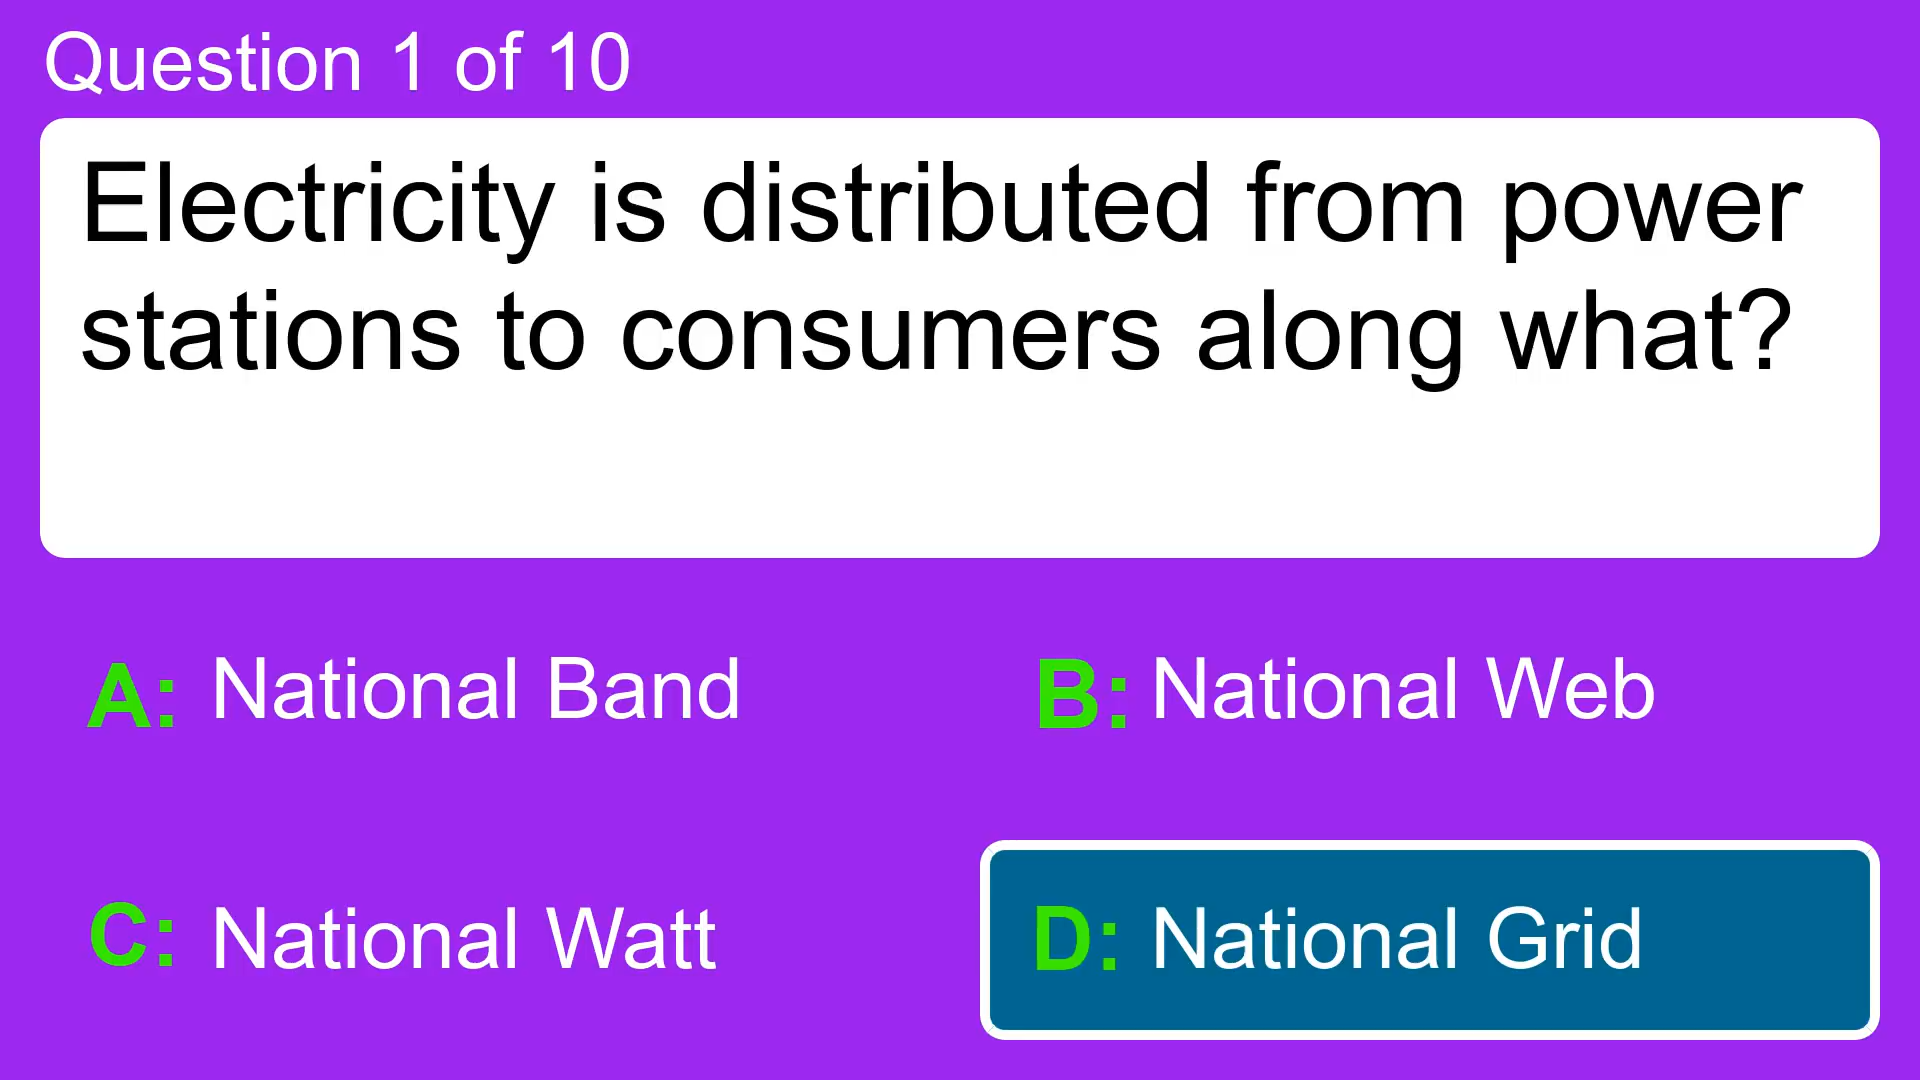 Question 1 of 10
Electricity is distributed from power
stations to consumers along what?
A: National Band
B: National Web
C: National Watt
D: National Grid